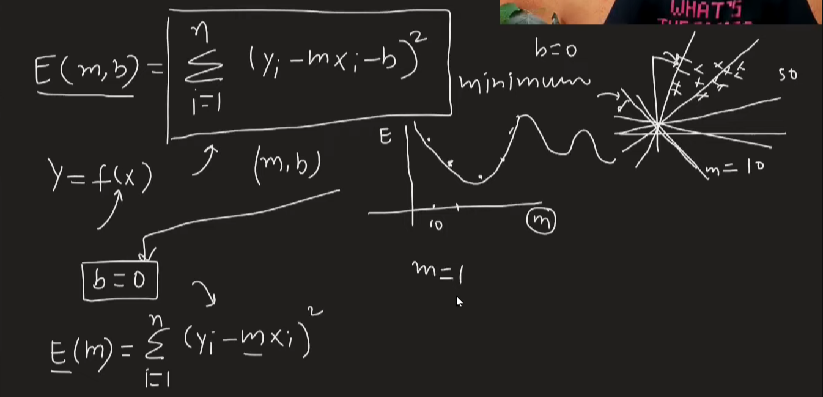 WHAT'S
E(m,b) = n Σ i=1 (yi - mxi - b)²
b=0
minimum
50
y = f(x)
(m,b)
E
m = 10
10
m
b = 0
m = 1
E(m) = n Σ i=1 (yi - mxi)²